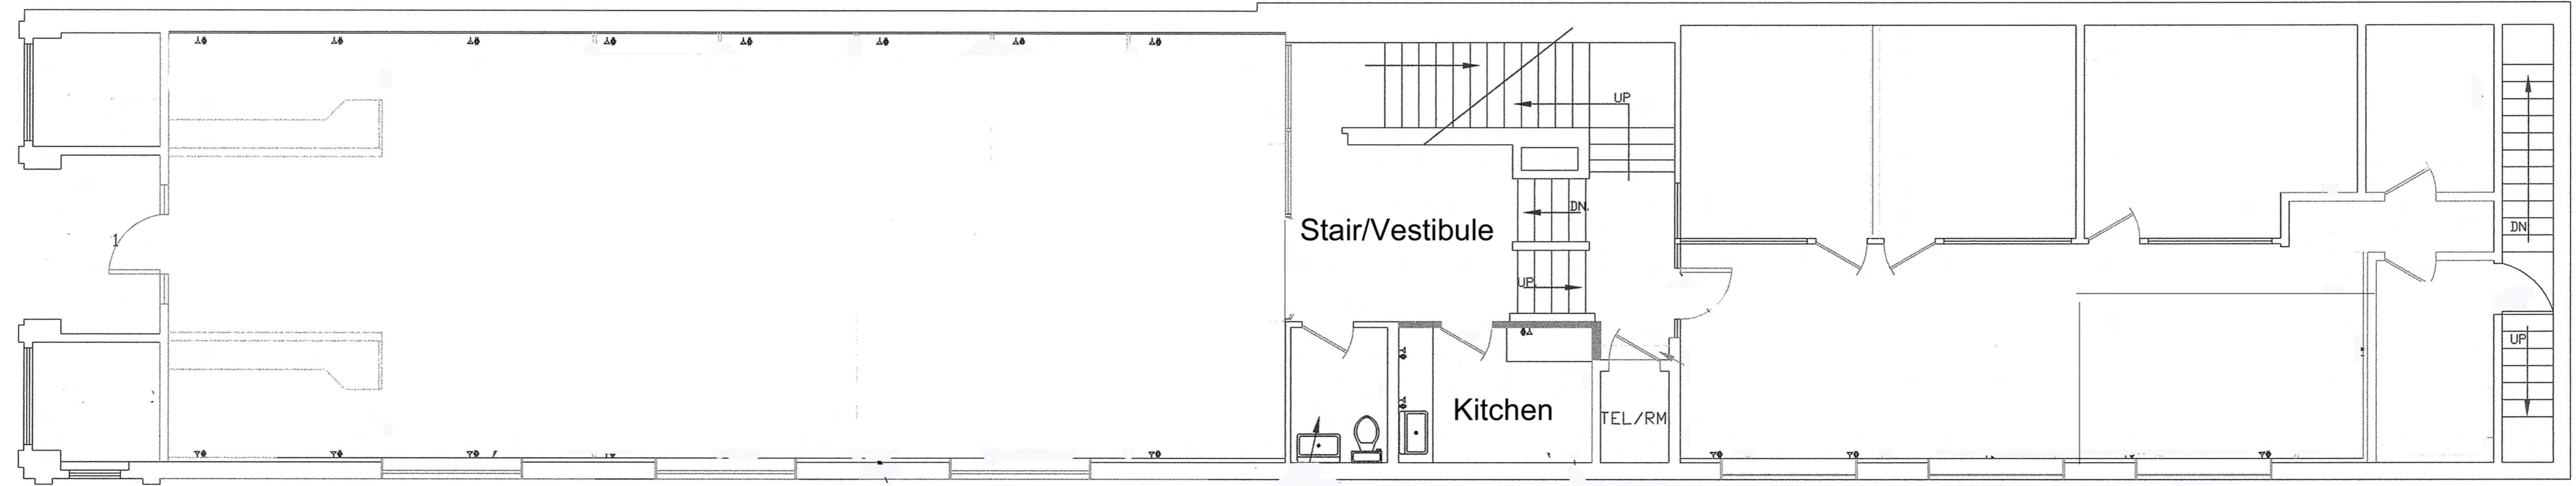 UP
1
Stair/Vestibule
DN.
UP.
DN
UP
Kitchen
TEL/RM